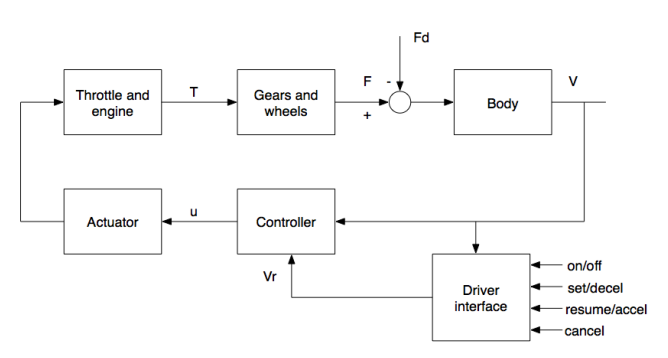 Fd
Throttle and
engine
T
Gears and
wheels
F
-
+
Body
V
Actuator
u
Controller
Vr
Driver
interface
on/off
set/decel
resume/accel
cancel